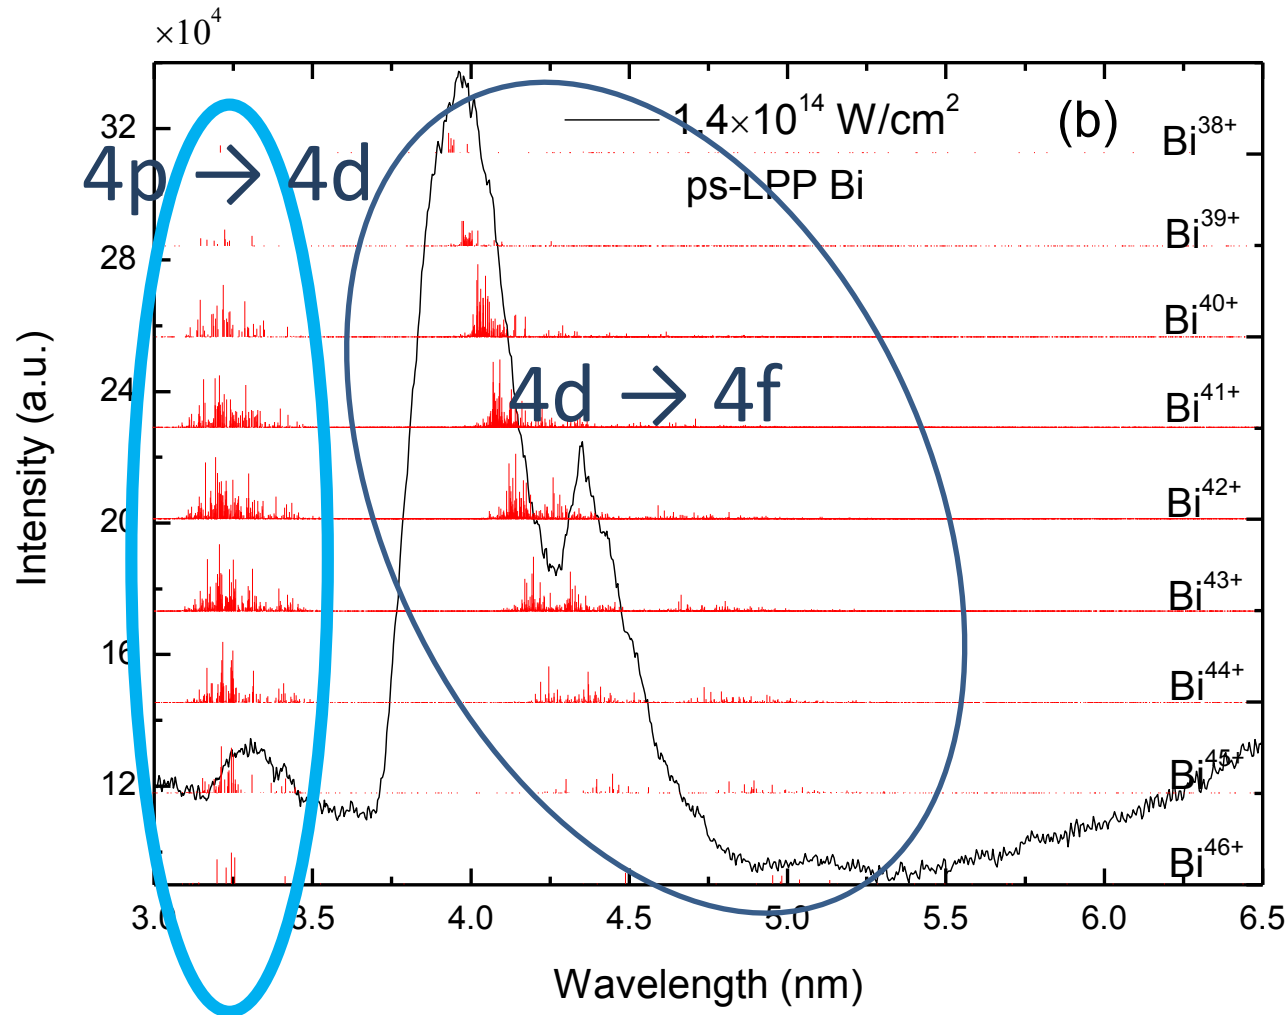 ×10⁴
32
28
24
20
16
12
1.4×10¹⁴ W/cm²
ps-LPP Bi
(b)
4p → 4d
4d → 4f
Bi³⁸⁺
Bi³⁹⁺
Bi⁴⁰⁺
Bi⁴¹⁺
Bi⁴²⁺
Bi⁴³⁺
Bi⁴⁴⁺
Bi⁴⁵⁺
Bi⁴⁶⁺
Intensity (a.u.)
3.0 3.5 4.0 4.5 5.0 5.5 6.0 6.5
Wavelength (nm)